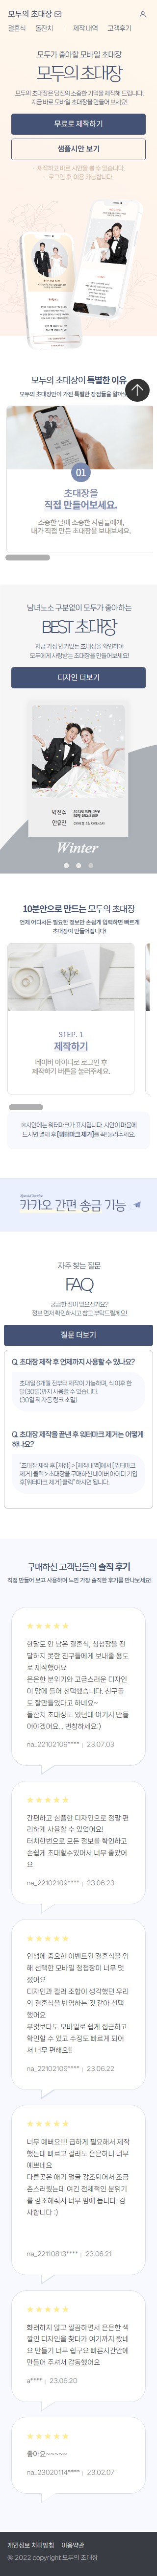 모두의 초대장
결혼식 돌잔치 | 제작 내역 고객후기
모두가 좋아할 모바일 초대장
모두의 초대장
모두의 초대장은 당신의 소중한 기억을 제작해 드립니다.
지금 바로 모바일 초대장을 만들어 보세요!
무료로 제작하기
샘플시안 보기
제작하고 바로 시안을 볼 수 있습니다.
로그인 후, 이용 가능합니다.
모두의 초대장이 특별한 이유
모두의 초대장만이 가진 특별한 장점들을
01
초대장을
직접 만들어보세요.
소중한 날에 소중한 사람들에게,
내가 직접 만든 초대장을 보내보세요.
남녀노소 구분없이 모두가 좋아하는
BEST 초대장
지금 가장 인기있는 초대장을 확인하며
모두에게 사랑받는 초대장을 만들어보세요!
디자인 더보기
박진수
안유진
Winter
10분만으로 만드는 모두의 초대장
언제 어디서든 필요한 정보만 손쉽게 입력하면 빠르게
초대장이 만들어집니다!
STEP. 1
제작하기
네이버 아이디로 로그인 후
제작하기 버튼을 눌러주세요.
※시안에는 워터마크가 표시됩니다. 시안이 마음에
드시면 결제 후 [워터마크 제거]를 꼭! 눌러주세요.
Special Service
카카오 간편 송금 기능
자주 찾는 질문
FAQ
궁금한 점이 있으신가요?
정보 먼저 확인하시고 참고 부탁드릴게요!
질문 더보기
Q. 초대장 제작 후 언제까지 사용할 수 있나요?
초대일 6개월 전부터 제작이 가능하며, 식 이후 한
달(30일)까지 사용할 수 있습니다.
(30일 뒤 자동 링크 소멸)
Q. 초대장 제작을 끝낸 후 워터마크 제거는 어떻게
하나요?
"초대장 제작 후 [저장] > [제작내역]에서 [워터마크
제거] 클릭 > 초대장을 구매하신 네이버 아이디 기입
후 [워터마크 제거] 클릭" 하시면 됩니다.
구매하신 고객님들의 솔직 후기
직접 만들어 보고 사용하며 느낀 가장 솔직한 후기를 만나보세요!
★★★★★
한달도 안 남은 결혼식, 청첩장을 전
달하지 못한 친구들에게 보내줄 용도
로 제작했어요
은은한 분위기와 고급스러운 디자인
이 맘에 들어 선택했습니다. 친구들
도 잘만들었다고 하네요~
돌잔치 초대장도 있던데 여기서 만들
어야겠어요... 번창하세요:)
na_22102109**** | 23.07.03
★★★★★
간편하고 심플한 디자인으로 정말 편
리하게 사용할 수 있었어요!
터치한번으로 모든 정보를 확인하고
손쉽게 초대할수있어서 너무 좋았어
요
na_22102109**** | 23.06.23
★★★★★
인생에 중요한 이벤트인 결혼식을 위
해 선택한 모바일 청첩장이 너무 멋
졌어요
디자인과 컬러 조합이 생각했던 우리
의 결혼식을 반영하는 것 같아 선택
했어요
무엇보다도 모바일로 쉽게 접근하고
확인할 수 있고 수정도 빠르게 되어
서 너무 편해요!!
na_22102109**** | 23.06.22
★★★★★
너무 예뻐요!!!! 급하게 필요해서 제작
했는데 빠르고 컬러도 은은하니 너무
예쁘네요
다른곳은 애기 얼굴 강조되어서 조금
촌스러웠는데 여긴 전체적인 분위기
를 강조해줘서 너무 맘에 듭니다. 감
사합니다 :)
na_22110813**** | 23.06.21
★★★★★
화려하지 않고 깔끔하면서 은은한 색
깔인 디자인을 찾다가 여기까지 왔네
요 만들기 너무 쉽구요 빠른시간안에
만들어 주셔서 감동했어요
a**** | 23.06.20
★★★★★
좋아요~~~~~
na_23020114**** | 23.02.07
개인정보 처리방침 이용약관
@ 2022 copyright 모두의 초대장